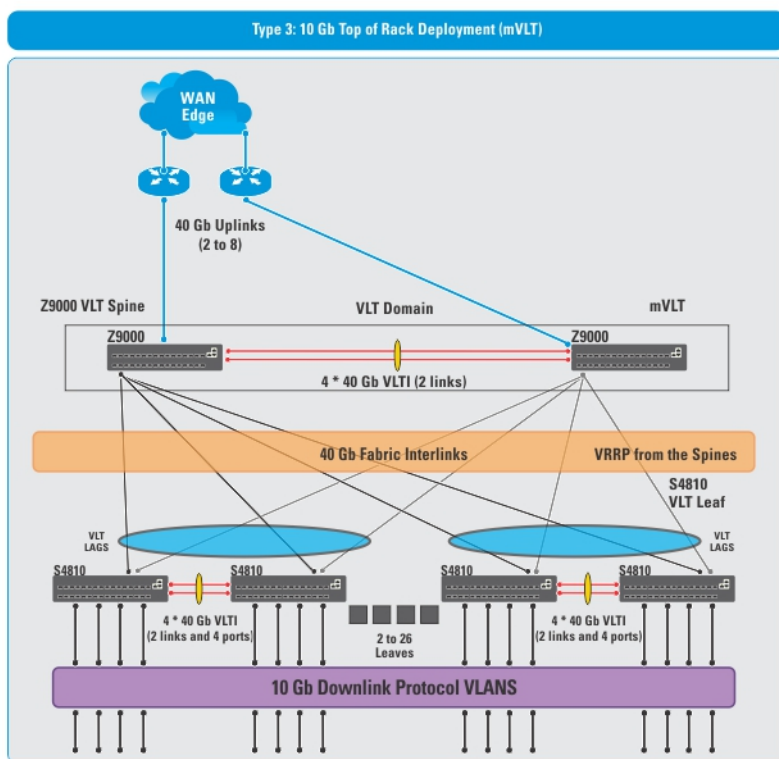 Type 3: 10 Gb Top of Rack Deployment (mVLT)
WAN
Edge
40 Gb Uplinks
(2 to 8)
Z9000 VLT Spine
VLT Domain
mVLT
Z9000
Z9000
4 * 40 Gb VLTI (2 links)
40 Gb Fabric Interlinks
VRRP from the Spines
S4810
VLT Leaf
VLT
LAGS
VLT
LAGS
S4810
S4810
S4810
S4810
4 * 40 Gb VLTI
(2 links and 4 ports)
2 to 26
Leaves
4 * 40 Gb VLTI
(2 links and 4 ports)
10 Gb Downlink Protocol VLANS